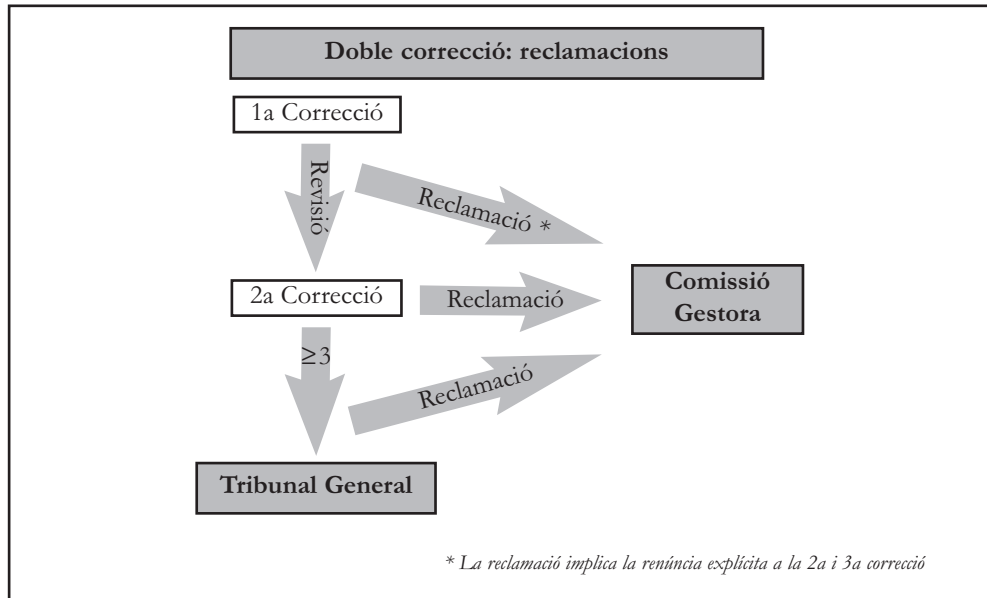 Doble correcció: reclamacions
1a Correcció
Revisió
Reclamació *
2a Correcció
Reclamació
Comissió
Gestora
≥3
Reclamació
Tribunal General
* La reclamació implica la renúncia explícita a la 2a i 3a correcció